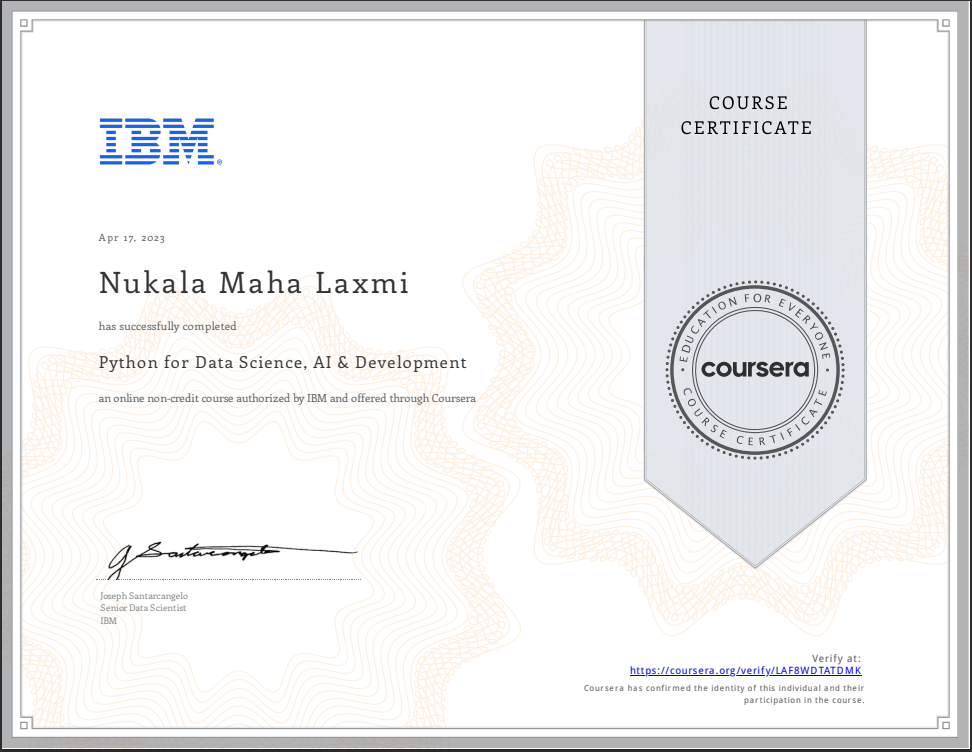 IBM®
COURSE
CERTIFICATE
Apr 17, 2023
Nukala Maha Laxmi
has successfully completed
Python for Data Science, AI & Development
an online non-credit course authorized by IBM and offered through Coursera
EDUCATION FOR EVERYONE
coursera
COURSE CERTIFICATE
J Santarcangelo
Joseph Santarcangelo
Senior Data Scientist
IBM
Verify at:
https://coursera.org/verify/LAF8WDTATDMK
Coursera has confirmed the identity of this individual and their
participation in the course.